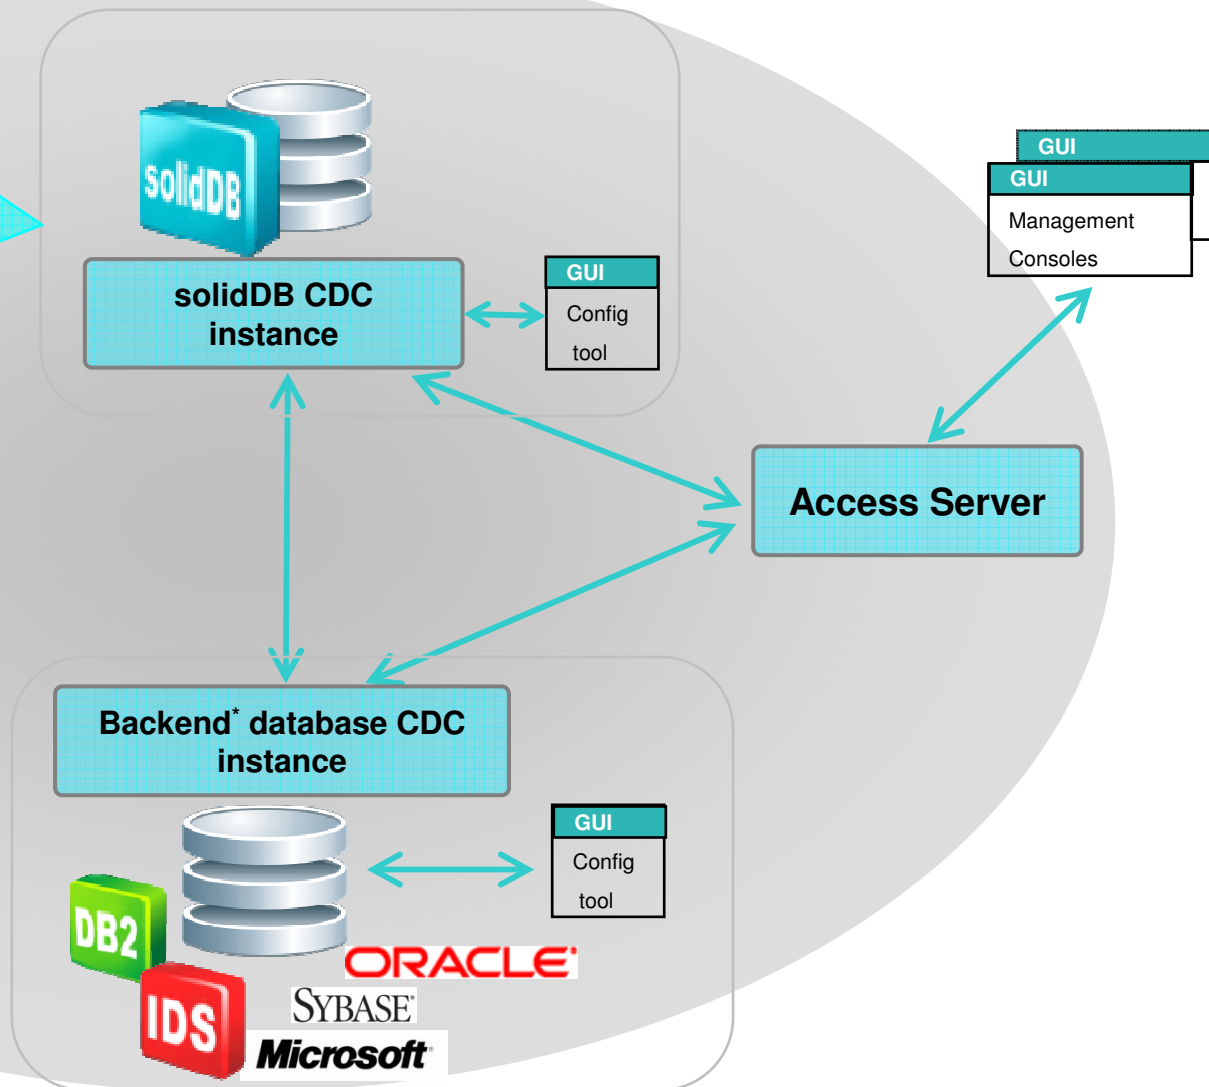 solidDB
solidDB CDC
instance
GUI
Config
tool
GUI
GUI
Management
Consoles
Access Server
Backend* database CDC
instance
GUI
Config
tool
DB2
IDS
ORACLE
SYBASE
Microsoft